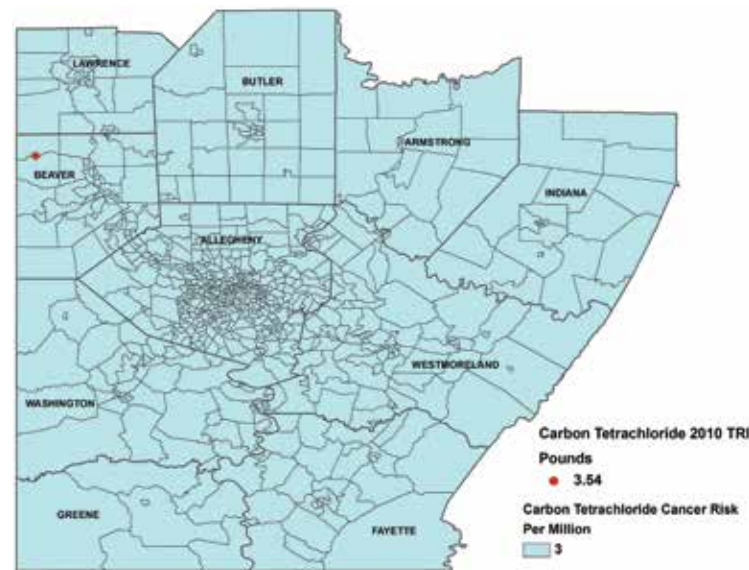 LAWRENCE
BUTLER
ARMSTRONG
BEAVER
INDIANA
ALLEGHENY
WESTMORELAND
WASHINGTON
Carbon Tetrachloride 2010 TRI
Pounds
3.54
Carbon Tetrachloride Cancer Risk
Per Million
3
GREENE
FAYETTE